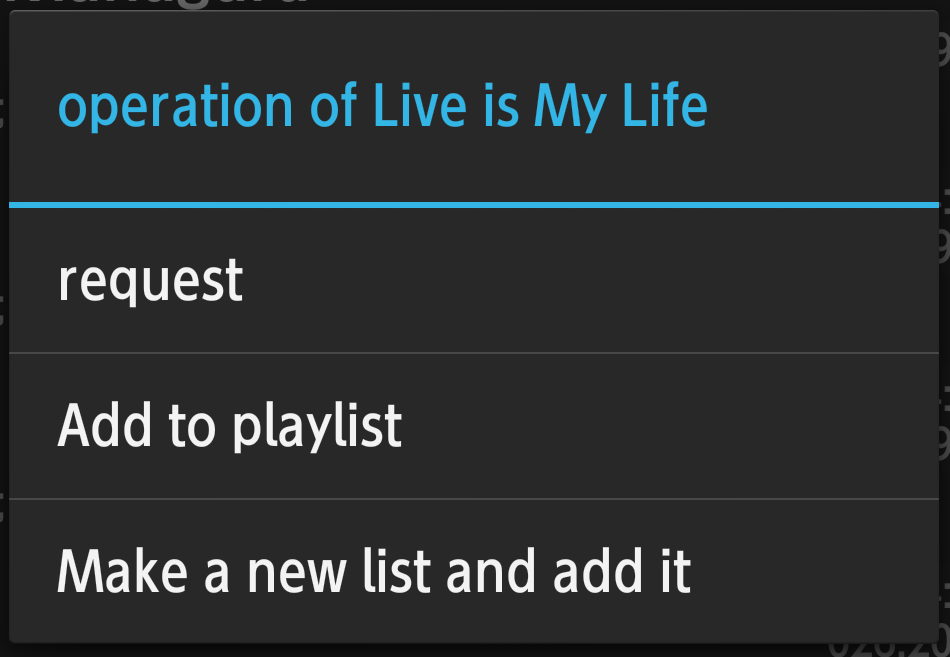 operation of Live is My Life
request
Add to playlist
Make a new list and add it